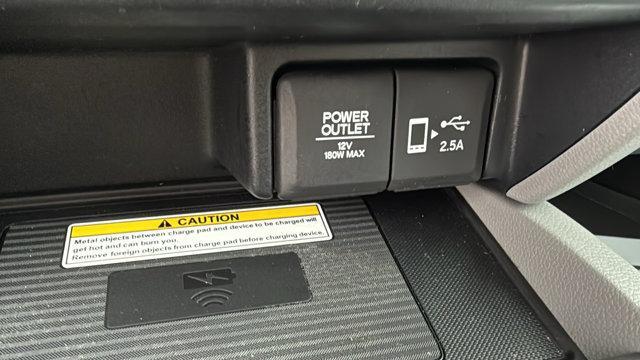 POWER
OUTLET
12V
180W MAX
2.5A
CAUTION
Metal objects between charge pad and device to be charged will
get hot and can burn you.
Remove foreign objects from charge pad before charging device.